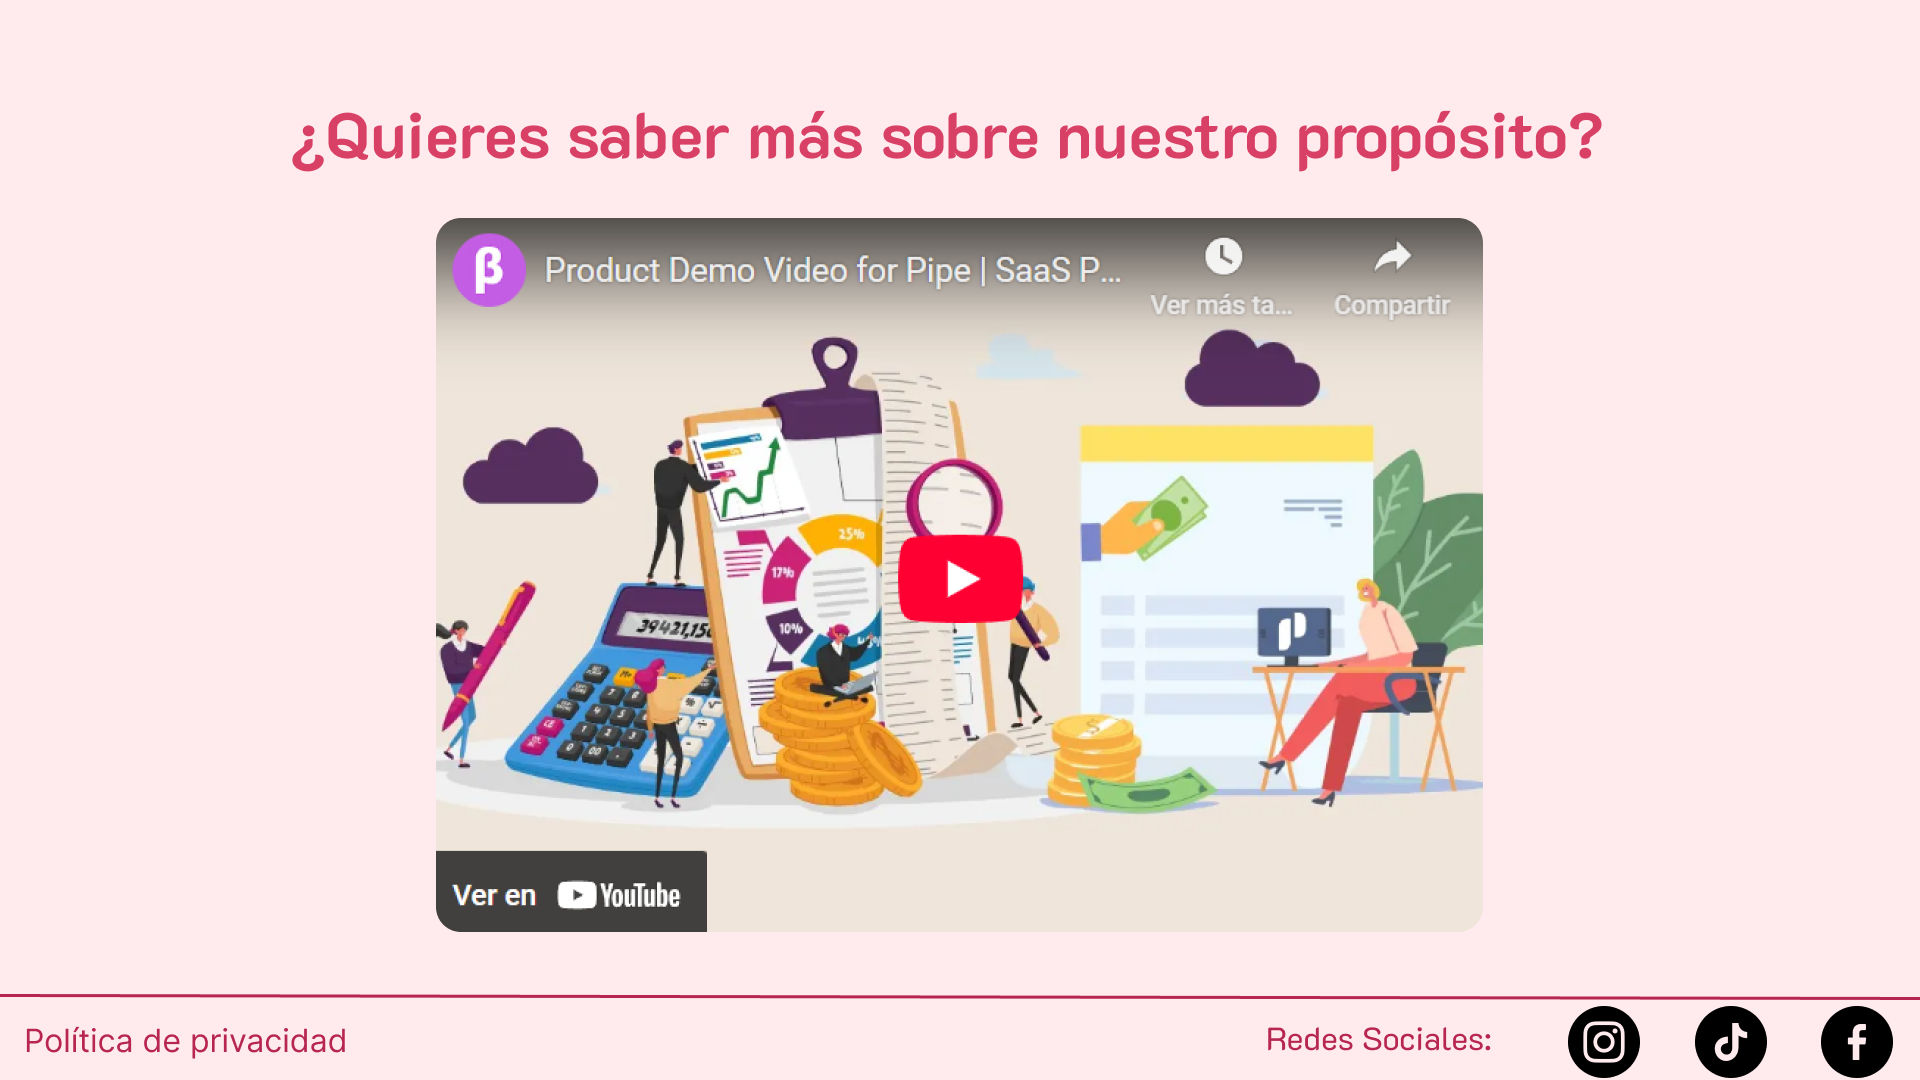 ¿Quieres saber más sobre nuestro propósito?
β
Product Demo Video for Pipe | SaaS P...
Ver más ta...
Compartir
25%
17%
10%
39421,15
Ver en YouTube
Política de privacidad
Redes Sociales: